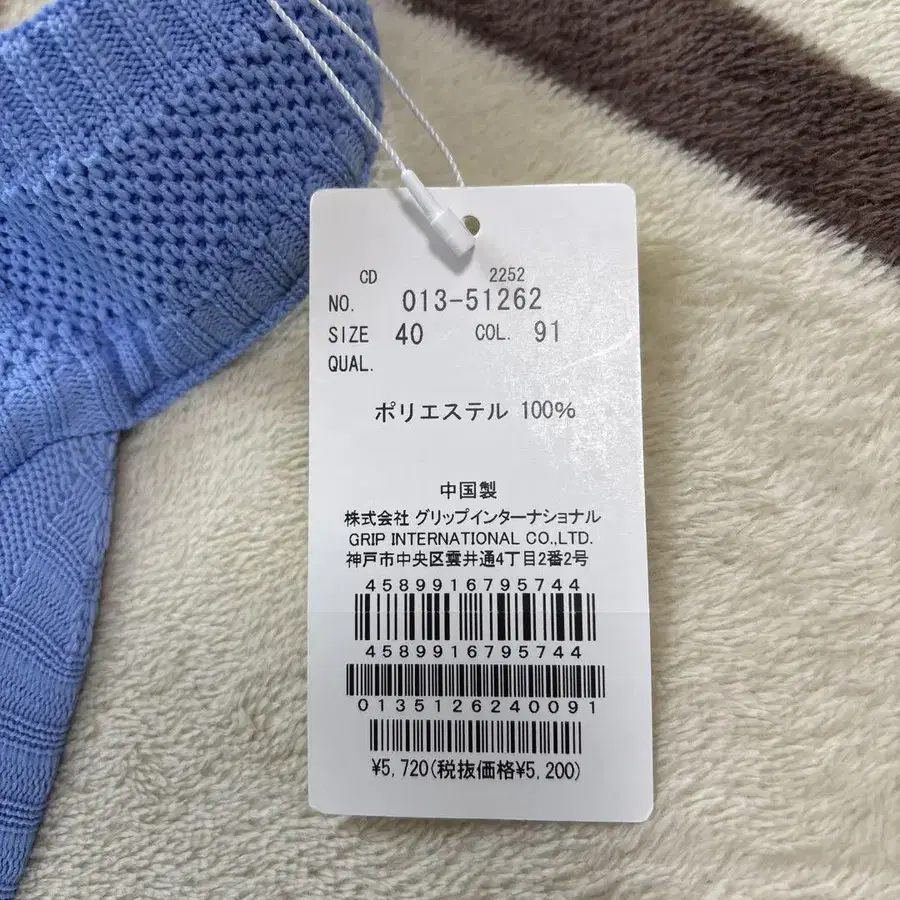 CD 2252
NO. 013-51262
SIZE 40 COL. 91
QUAL.
ポリエステル 100%
中国製
株式会社 グリップインターナショナル
GRIP INTERNATIONAL CO.,LTD.
神戸市中央区雲井通4丁目2番2号
4589916795744
4589916795744
0135126240091
¥5,720(税抜価格¥5,200)